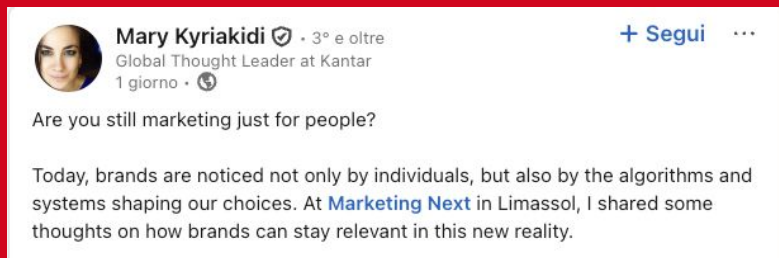 Mary Kyriakidi · 3° e oltre
+ Segui ···
Global Thought Leader at Kantar
1 giorno ·
Are you still marketing just for people?
Today, brands are noticed not only by individuals, but also by the algorithms and
systems shaping our choices. At Marketing Next in Limassol, I shared some
thoughts on how brands can stay relevant in this new reality.